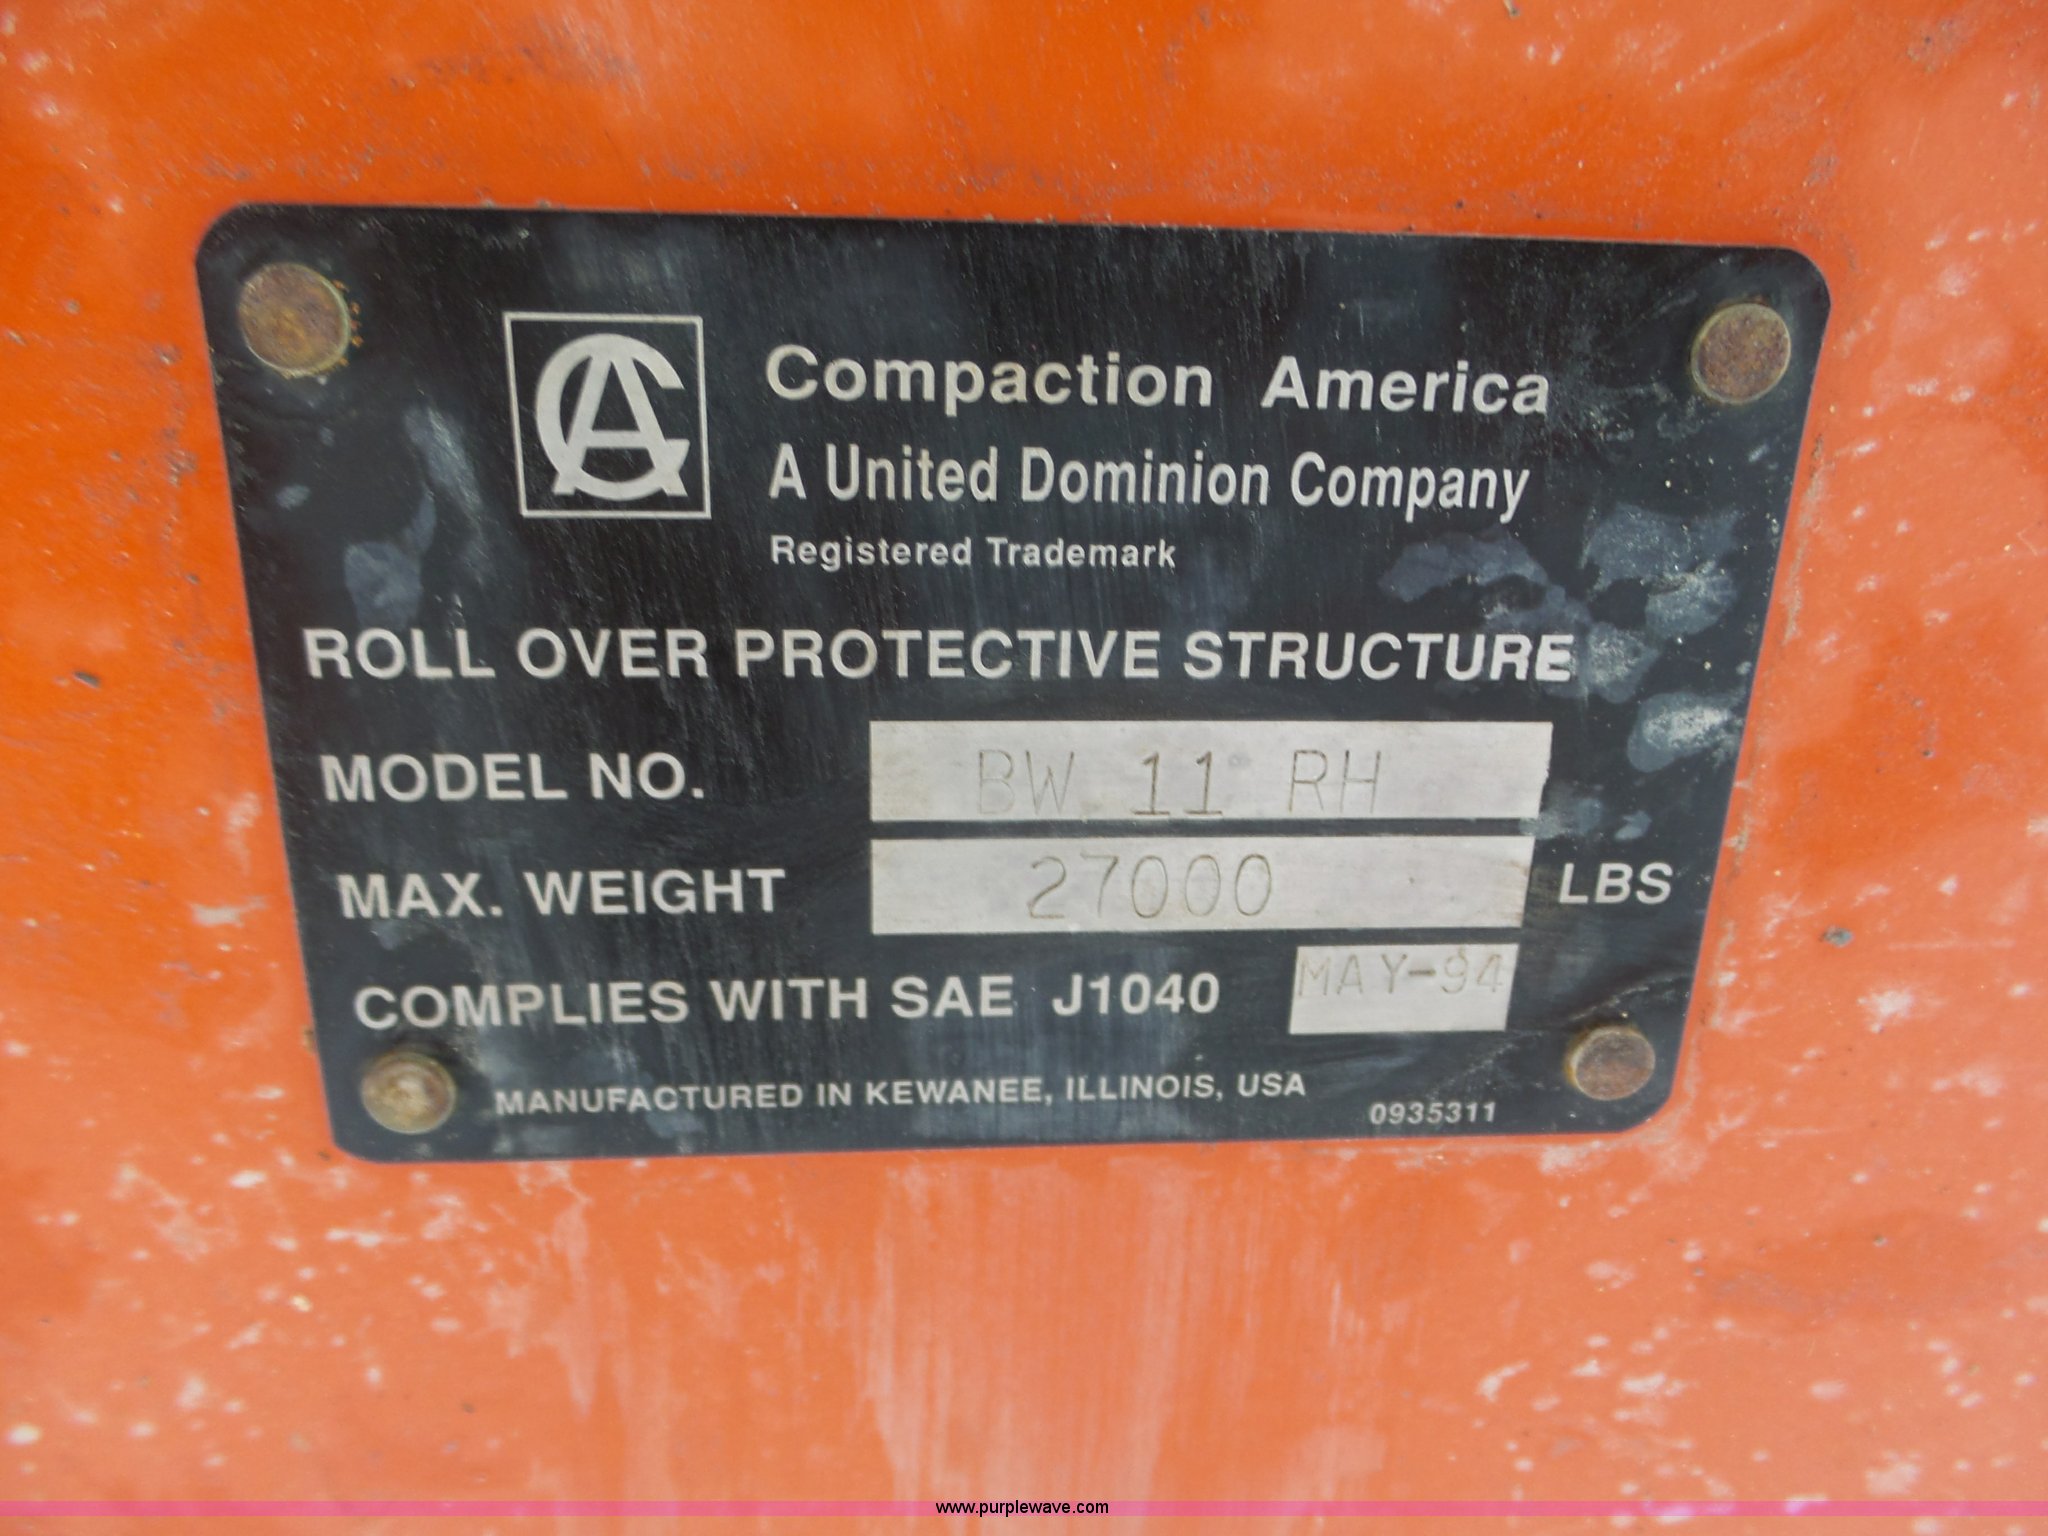 CA
Compaction America
A United Dominion Company
Registered Trademark
ROLL OVER PROTECTIVE STRUCTURE
MODEL NO. BW 11 RH
MAX. WEIGHT 27000 LBS
COMPLIES WITH SAE J1040 MAY-94
MANUFACTURED IN KEWANEE, ILLINOIS, USA
0935311
www.purplewave.com